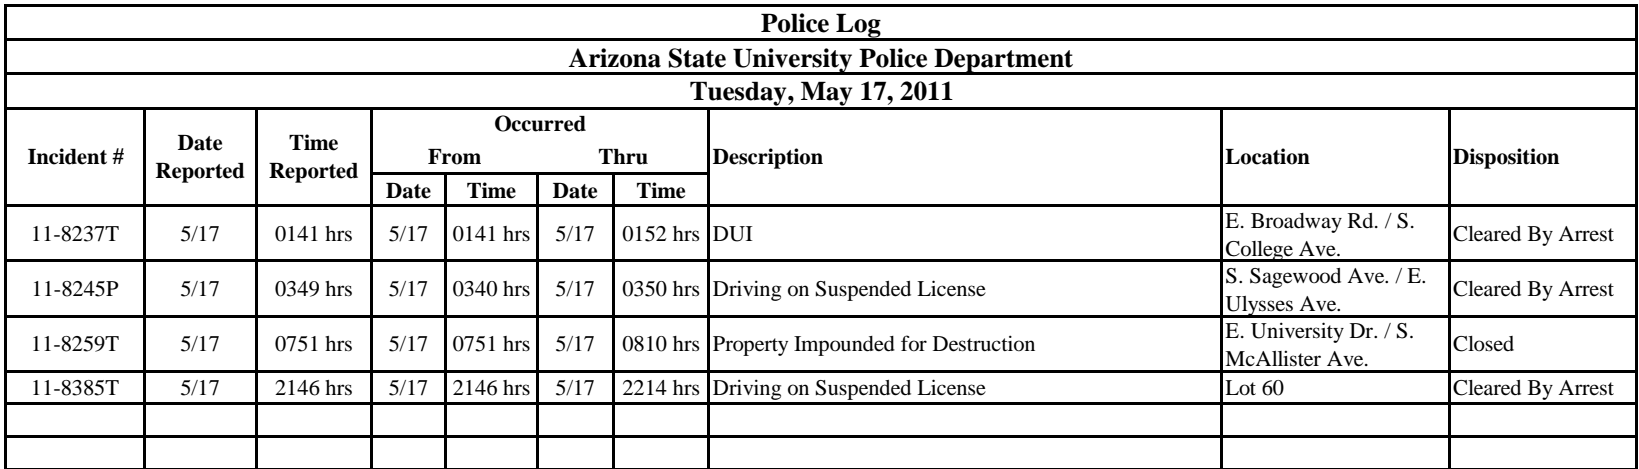 Police Log
Arizona State University Police Department
Tuesday, May 17, 2011
Incident # Date Reported Time Reported Occurred From Thru Description Location Disposition
Date Time Date Time
11-8237T 5/17 0141 hrs 5/17 0141 hrs 5/17 0152 hrs DUI E. Broadway Rd. / S. College Ave. Cleared By Arrest
11-8245P 5/17 0349 hrs 5/17 0340 hrs 5/17 0350 hrs Driving on Suspended License S. Sagewood Ave. / E. Ulysses Ave. Cleared By Arrest
11-8259T 5/17 0751 hrs 5/17 0751 hrs 5/17 0810 hrs Property Impounded for Destruction E. University Dr. / S. McAllister Ave. Closed
11-8385T 5/17 2146 hrs 5/17 2146 hrs 5/17 2214 hrs Driving on Suspended License Lot 60 Cleared By Arrest